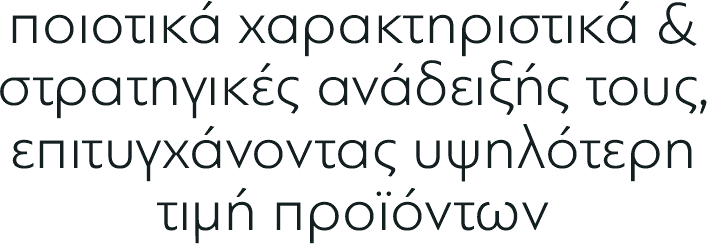 ποιοτικά χαρακτηριστικά &
στρατηγικές ανάδειξής τους,
επιτυγχάνοντας υψηλότερη
τιμή προϊόντων